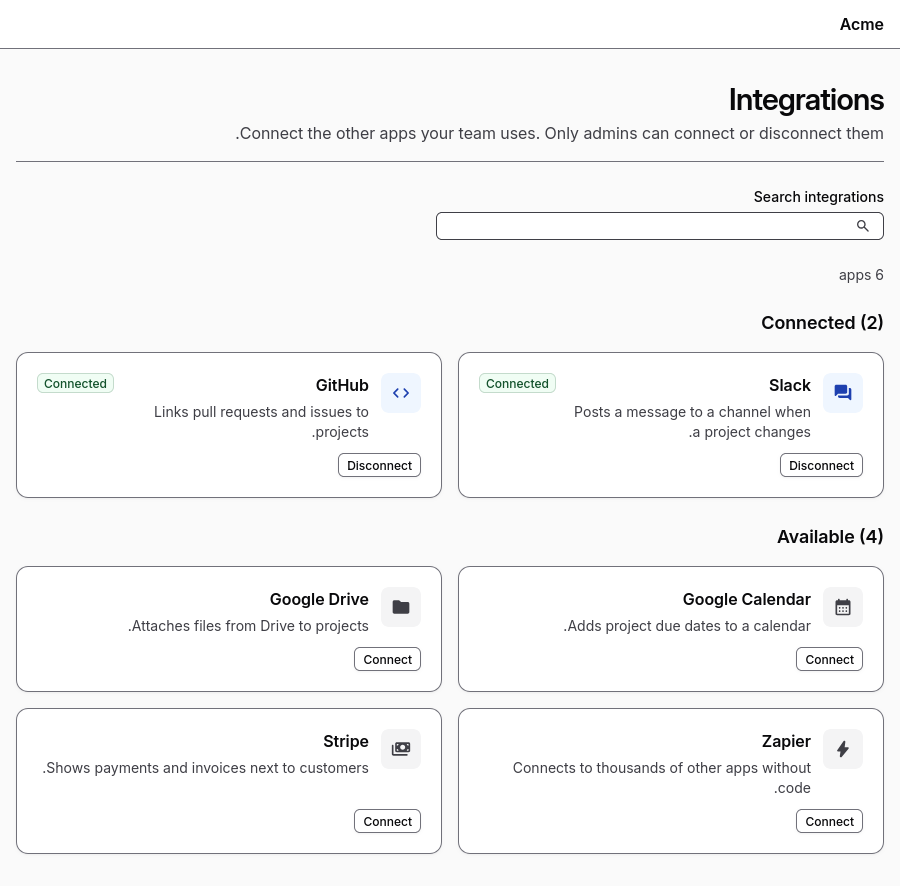 Acme
Integrations
.Connect the other apps your team uses. Only admins can connect or disconnect them
Search integrations
apps 6
Connected (2)
Slack
Connected
Posts a message to a channel when
.a project changes
Disconnect
GitHub
Connected
Links pull requests and issues to
.projects
Disconnect
Available (4)
Google Calendar
.Adds project due dates to a calendar
Connect
Google Drive
.Attaches files from Drive to projects
Connect
Zapier
Connects to thousands of other apps without
.code
Connect
Stripe
.Shows payments and invoices next to customers
Connect